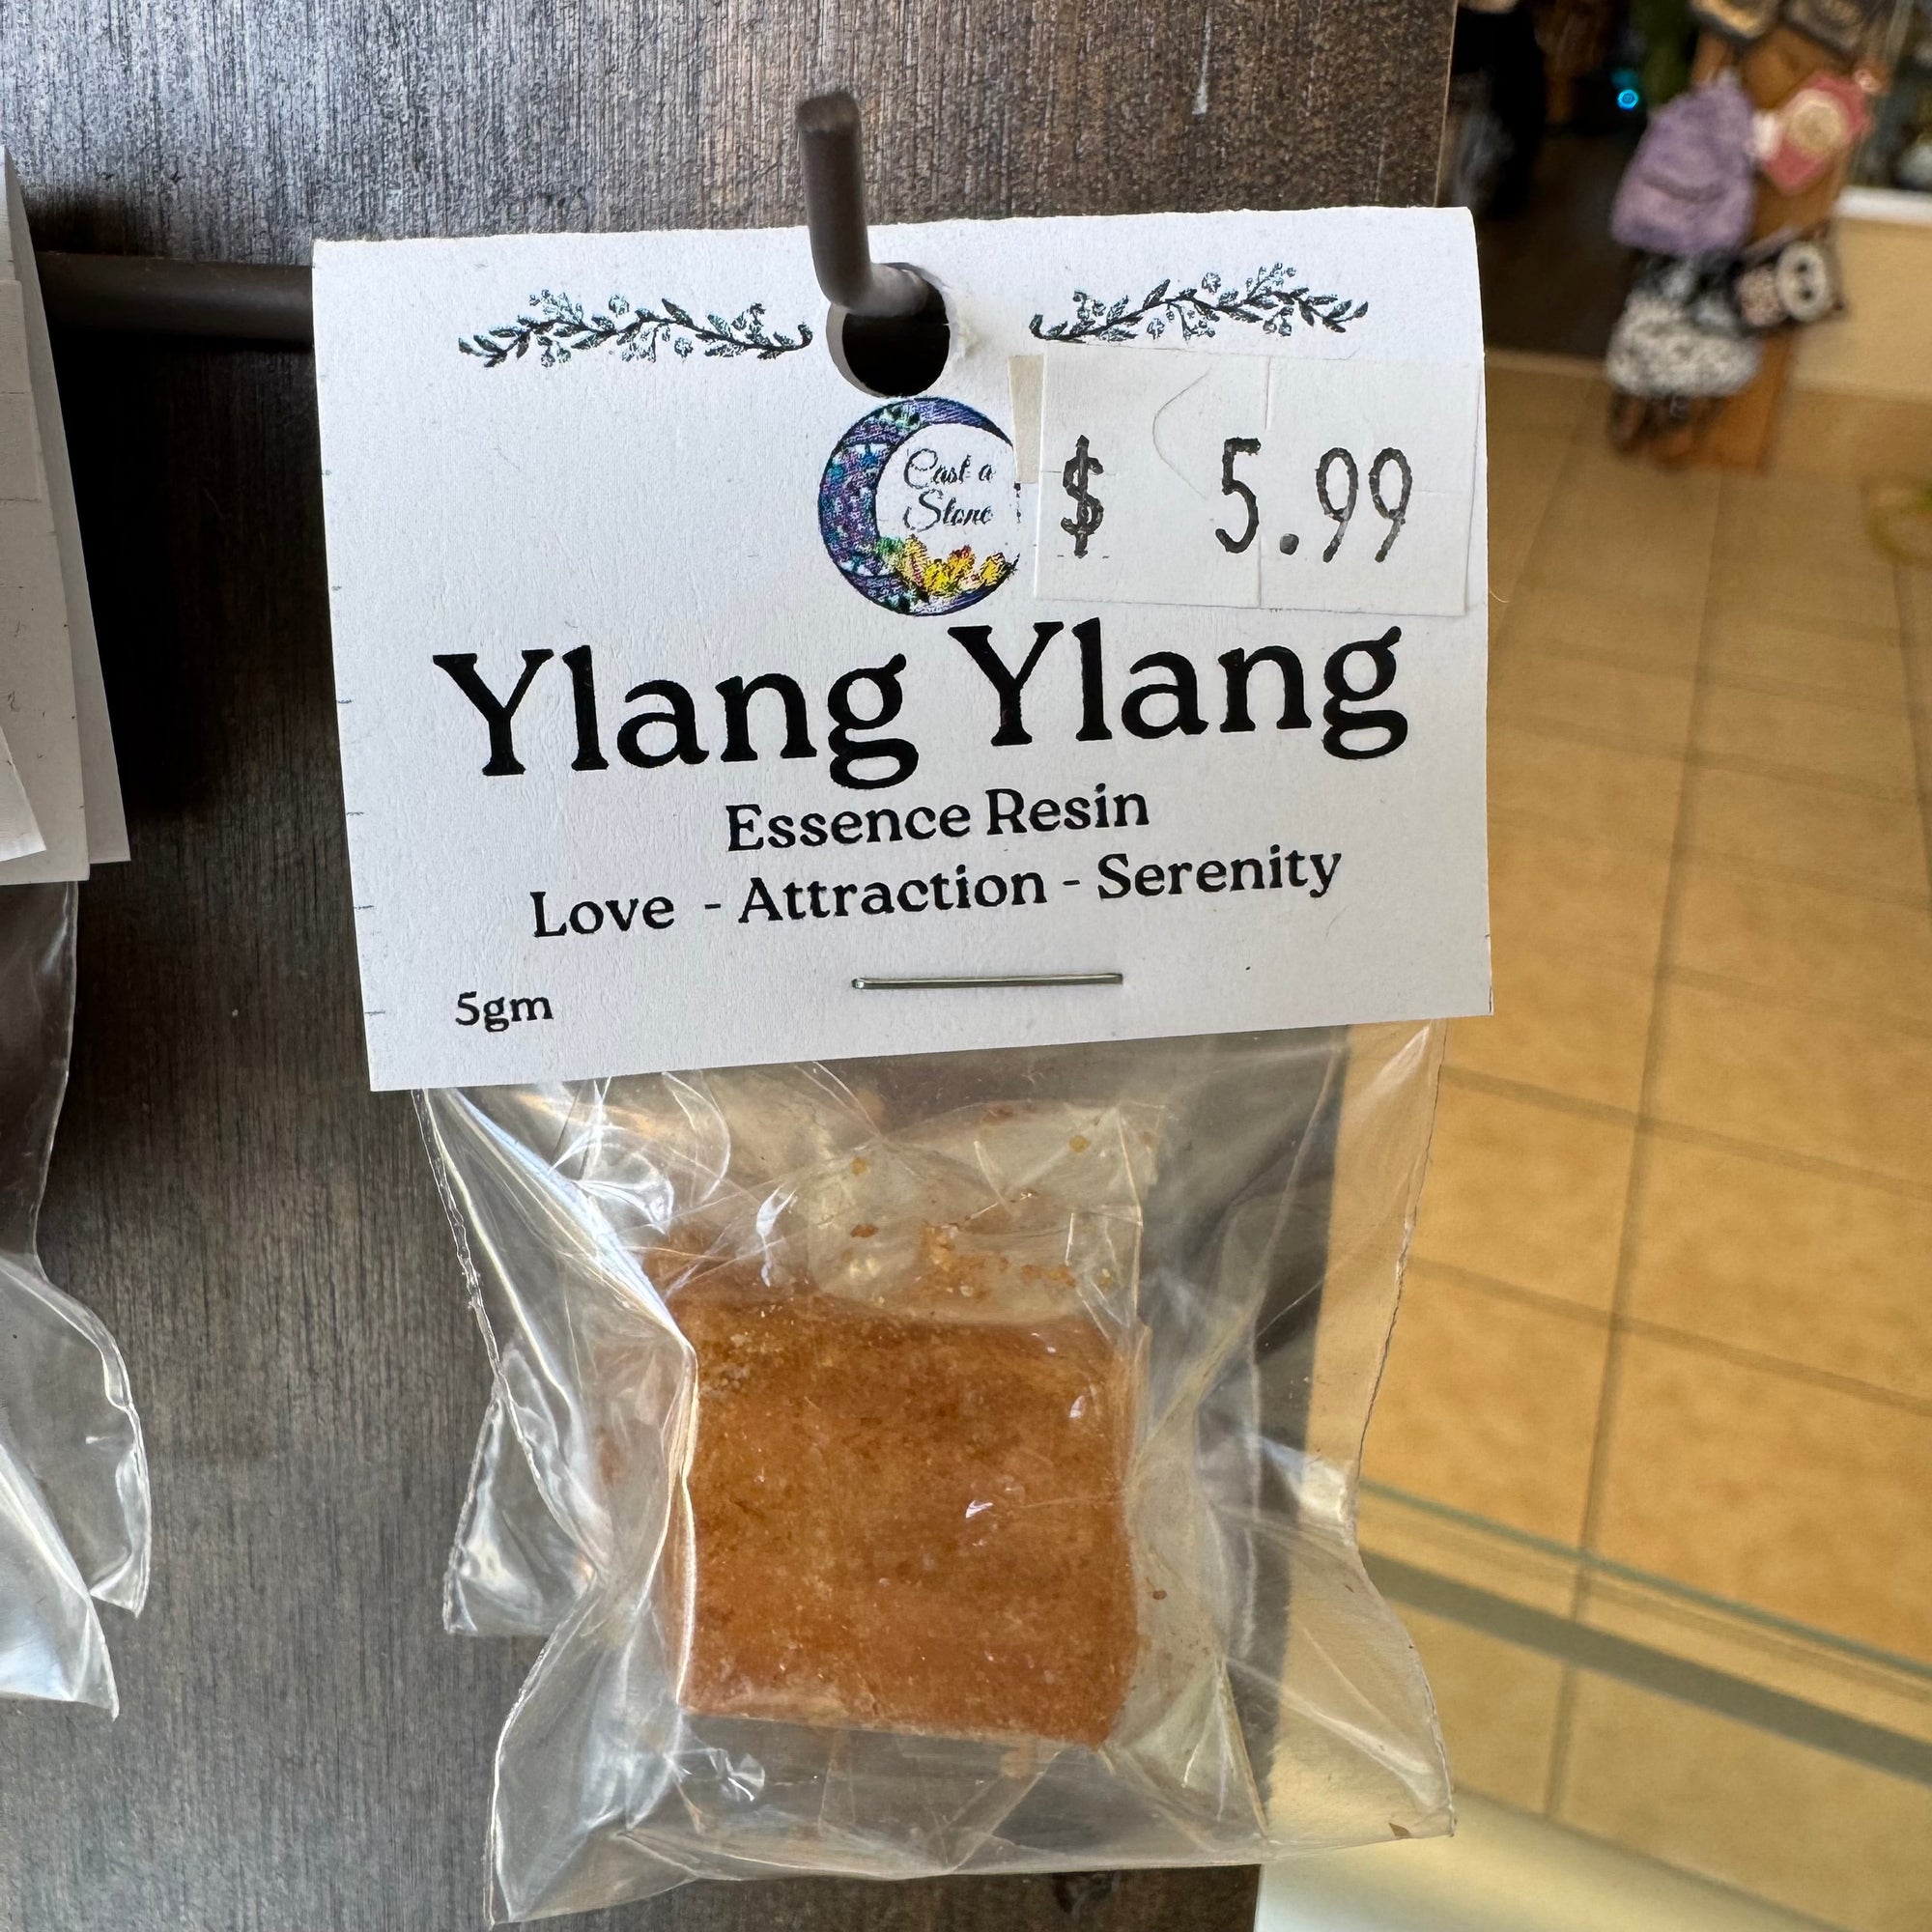 Cast a
Stone
$ 5.99
Ylang Ylang
Essence Resin
Love - Attraction - Serenity
5gm